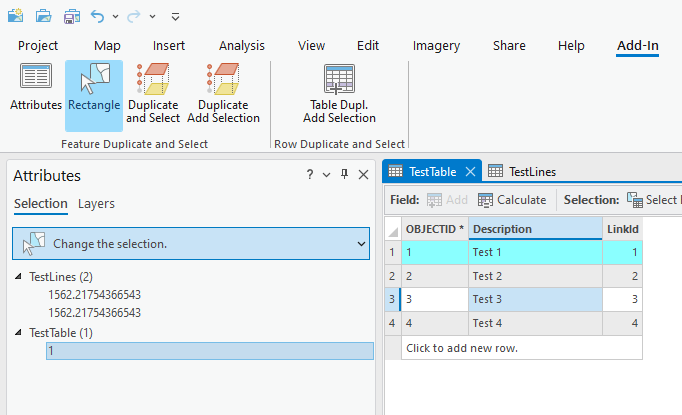 Project Map Insert Analysis View Edit Imagery Share Help Add-In
Attributes Rectangle Duplicate and Select Duplicate Add Selection Table Dupl. Add Selection
Feature Duplicate and Select Row Duplicate and Select
Attributes ?
Selection Layers
Change the selection.
TestLines (2)
1562.21754366543
1562.21754366543
TestTable (1)
1
TestTable TestLines
Field: Add Calculate Selection: Select
OBJECTID * Description LinkId
1 1 Test 1 1
2 2 Test 2 2
3 3 Test 3 3
4 4 Test 4 4
Click to add new row.